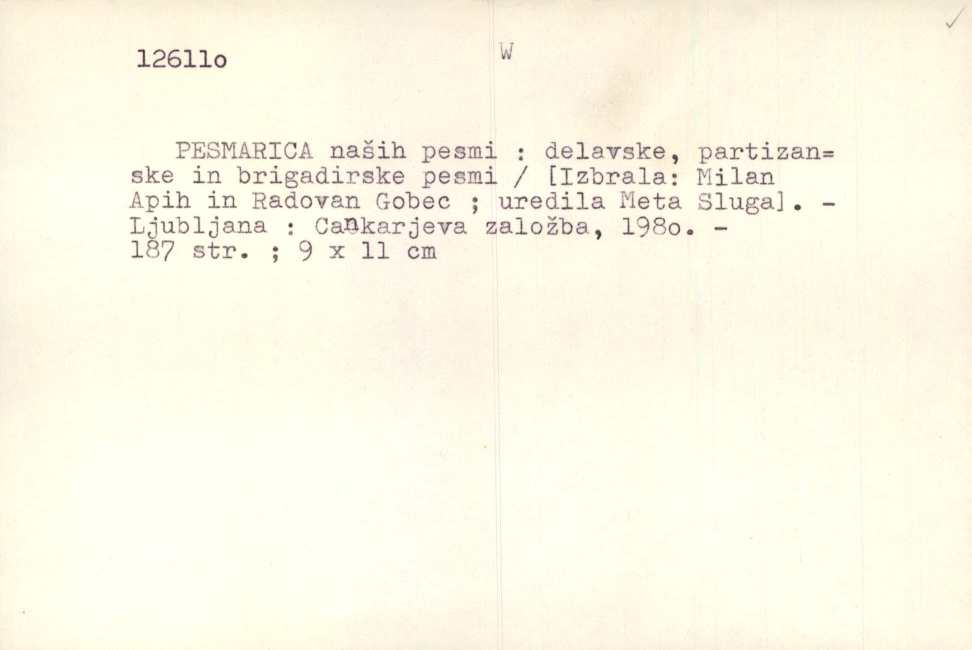 12611o
W
PESMARICA naših pesmi : delavske, partizan=
ske in brigadirske pesmi / [Izbrala: Milan
Apih in Radovan Gobec ; uredila Meta Sluga]. -
Ljubljana : Cankarjeva založba, 198o. -
187 str. ; 9 x 11 cm